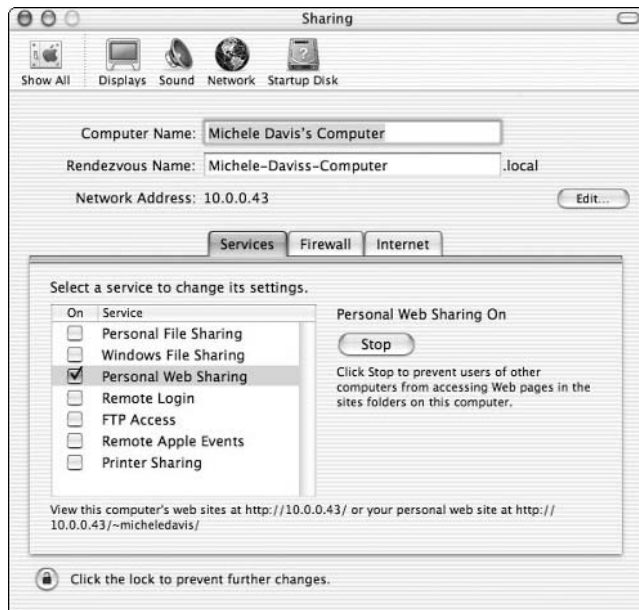 Sharing
Show All Displays Sound Network Startup Disk
Computer Name: Michele Davis's Computer
Rendezvous Name: Michele-Daviss-Computer .local
Network Address: 10.0.0.43 Edit...
Services Firewall Internet
Select a service to change its settings.
On Service
Personal File Sharing
Windows File Sharing
Personal Web Sharing
Remote Login
FTP Access
Remote Apple Events
Printer Sharing
Personal Web Sharing On
Stop
Click Stop to prevent users of other
computers from accessing Web pages in the
sites folders on this computer.
View this computer's web sites at http://10.0.0.43/ or your personal web site at http://
10.0.0.43/~micheledavis/
Click the lock to prevent further changes.